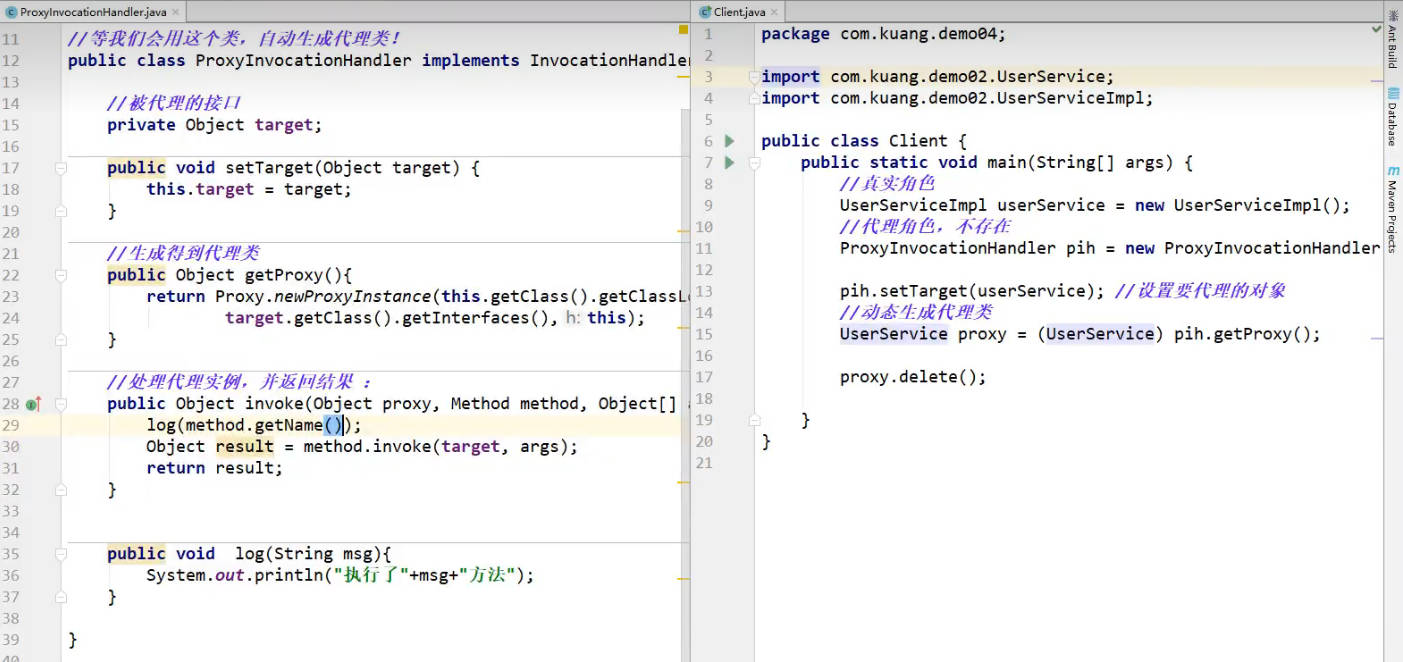 ProxyInvocationHandler.java
11 //等我们会用这个类，自动生成代理类！
12 public class ProxyInvocationHandler implements InvocationHandler
13
14 //被代理的接口
15 private Object target;
16
17 public void setTarget(Object target) {
18 this.target = target;
19 }
20
21 //生成得到代理类
22 public Object getProxy(){
23 return Proxy.newProxyInstance(this.getClass().getClassLo
24 target.getClass().getInterfaces(), h: this);
25 }
26
27 //处理代理实例，并返回结果 ：
28 public Object invoke(Object proxy, Method method, Object[]
29 log(method.getName());
30 Object result = method.invoke(target, args);
31 return result;
32 }
33
34
35 public void log(String msg){
36 System.out.println("执行了"+msg+"方法");
37 }
38
39 }
40
Client.java
1 package com.kuang.demo04;
2
3 import com.kuang.demo02.UserService;
4 import com.kuang.demo02.UserServiceImpl;
5
6 public class Client {
7 public static void main(String[] args) {
8 //真实角色
9 UserServiceImpl userService = new UserServiceImpl();
10 //代理角色，不存在
11 ProxyInvocationHandler pih = new ProxyInvocationHandler
12
13 pih.setTarget(userService); //设置要代理的对象
14 //动态生成代理类
15 UserService proxy = (UserService) pih.getProxy();
16
17 proxy.delete();
18
19 }
20 }
21
Ant Build
Database
Maven Projects